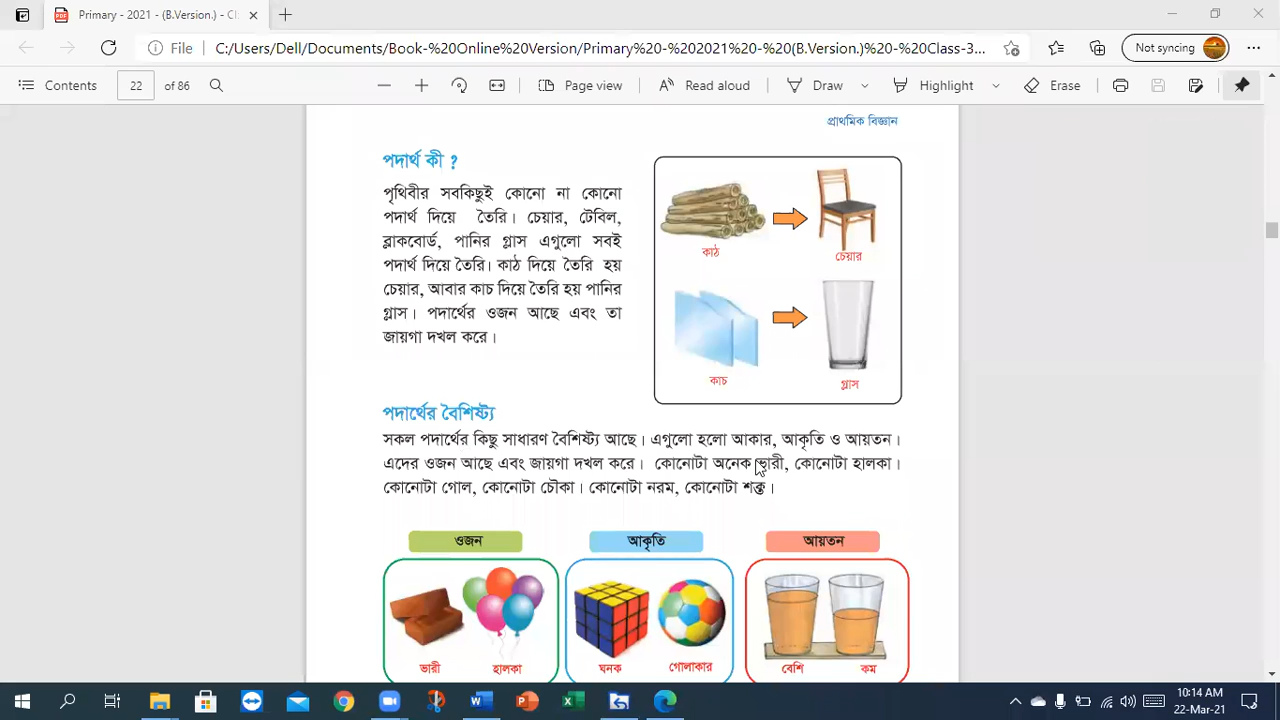 Primary - 2021 - (B.Version.) - Cl
File
C:/Users/Dell/Documents/Book-%20Online%20Version/Primary%20-%202021%20-%20(B.Version.)%20-%20Class-3...
Not syncing
Contents
22 of 86
Page view
Read aloud
Draw
Highlight
Erase
প্রাথমিক বিজ্ঞান
পদার্থ কী ?
পৃথিবীর সবকিছুই কোনো না কোনো
পদার্থ দিয়ে তৈরি। চেয়ার, টেবিল,
ব্লাকবোর্ড, পানির গ্লাস এগুলো সবই
পদার্থ দিয়ে তৈরি। কাঠ দিয়ে তৈরি হয়
চেয়ার, আবার কাচ দিয়ে তৈরি হয় পানির
গ্লাস। পদার্থের ওজন আছে এবং তা
জায়গা দখল করে।
কাঠ
চেয়ার
কাচ
গ্লাস
পদার্থের বৈশিষ্ট্য
সকল পদার্থের কিছু সাধারণ বৈশিষ্ট্য আছে। এগুলো হলো আকার, আকৃতি ও আয়তন।
এদের ওজন আছে এবং জায়গা দখল করে। কোনোটা অনেক ভারী, কোনোটা হালকা।
কোনোটা গোল, কোনোটা চৌকা। কোনোটা নরম, কোনোটা শক্ত।
ওজন
আকৃতি
আয়তন
ভারী
হালকা
ঘনক
গোলাকার
বেশি
কম
10:14 AM
22-Mar-21